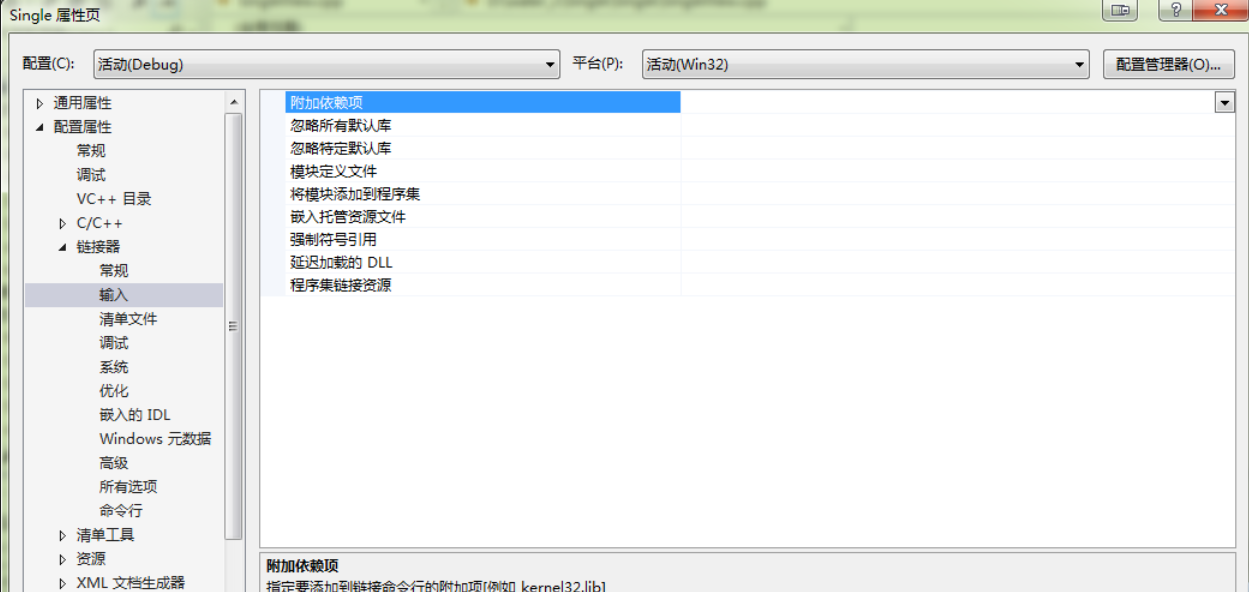 Single 属性页
配置(C):
活动(Debug)
平台(P):
活动(Win32)
配置管理器(O)...
通用属性
配置属性
常规
调试
VC++ 目录
C/C++
链接器
常规
输入
清单文件
调试
系统
优化
嵌入的 IDL
Windows 元数据
高级
所有选项
命令行
清单工具
资源
XML 文档生成器
附加依赖项
忽略所有默认库
忽略特定默认库
模块定义文件
将模块添加到程序集
嵌入托管资源文件
强制符号引用
延迟加载的 DLL
程序集链接资源
附加依赖项
指定要添加到链接命令行的附加项[例如 kernel32.lib]